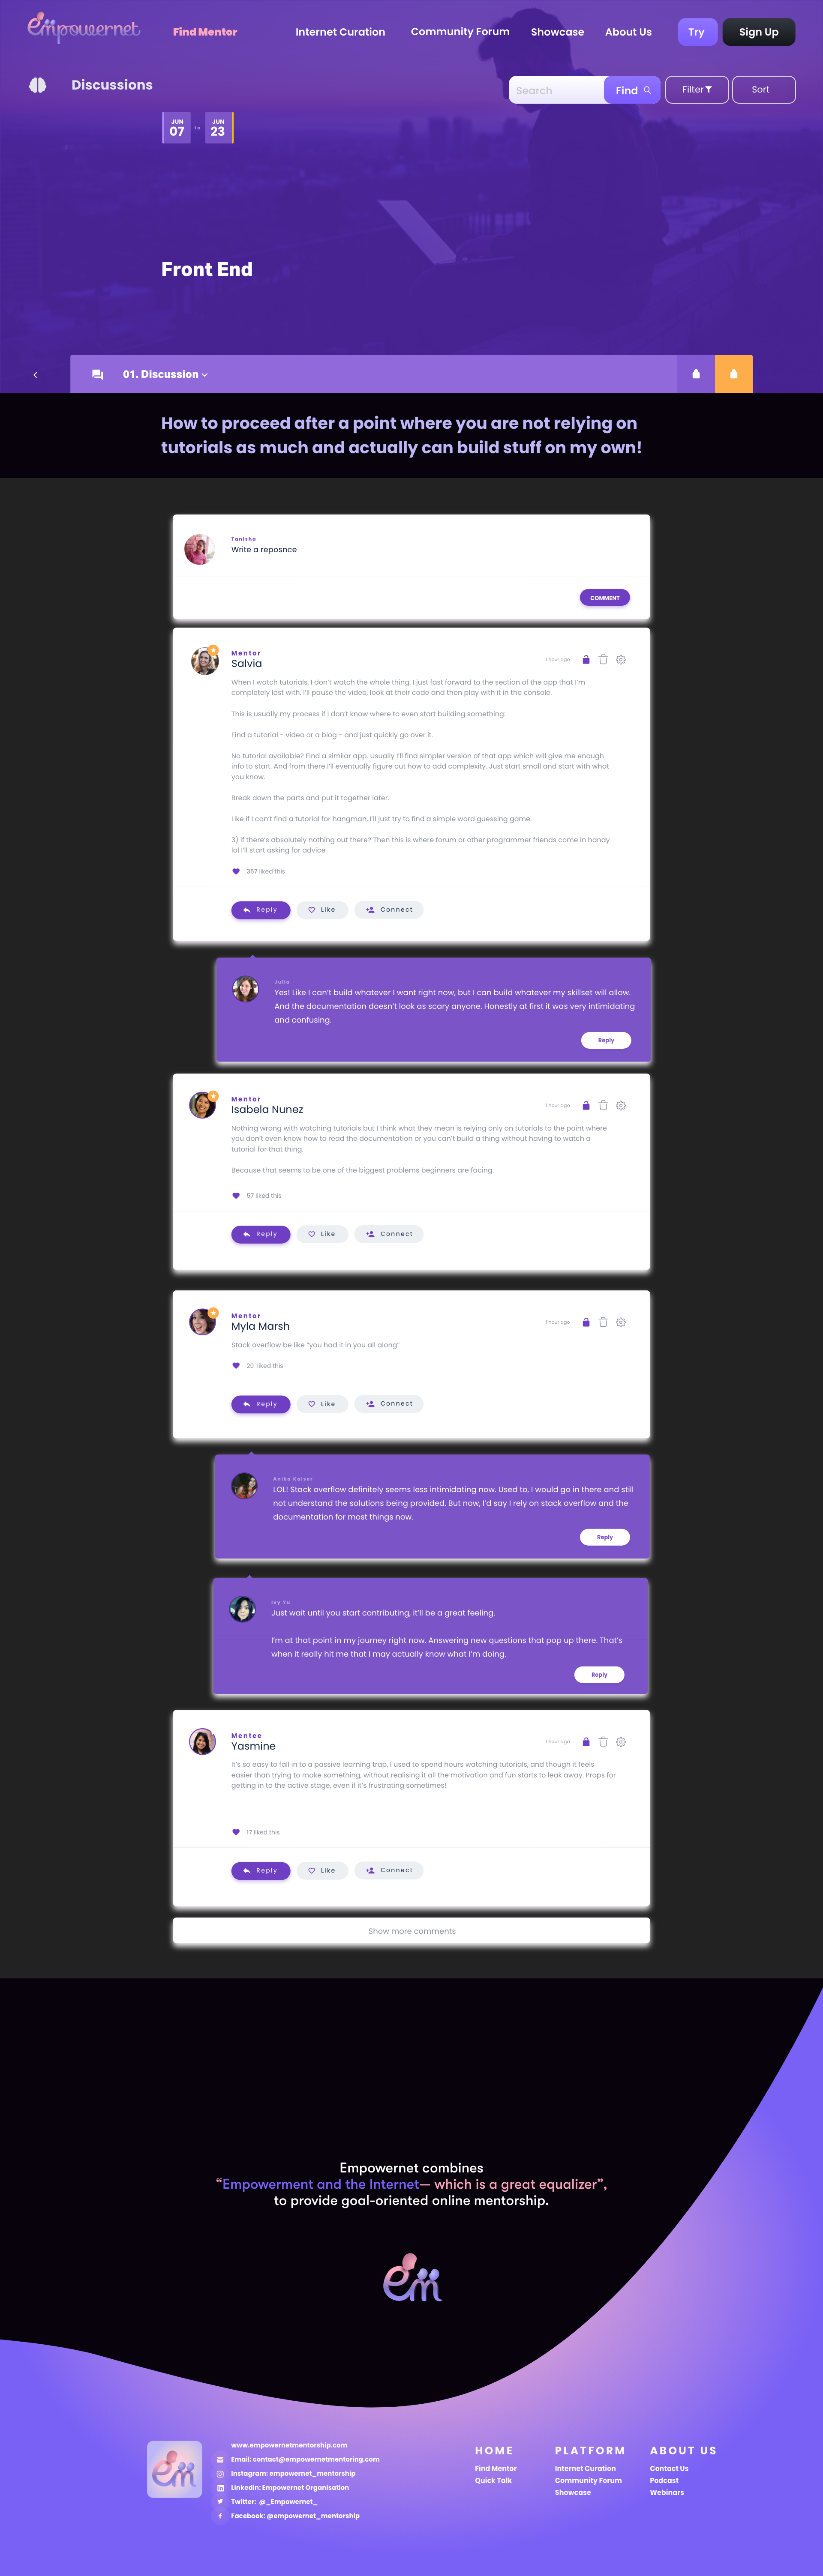 Empowernet
Find Mentor
Internet Curation
Community Forum
Showcase
About Us
Try
Sign Up
Discussions
Search
Find
Filter
Sort
JUN
07
To
JUN
23
Front End
01. Discussion
How to proceed after a point where you are not relying on
tutorials as much and actually can build stuff on my own!
Tanisha
Write a reposnce
COMMENT
Mentor
Salvia
1 hour ago
When I watch tutorials, I don't watch the whole thing. I just fast forward to the section of the app that I'm
completely lost with. I'll pause the video, look at their code and then play with it in the console.
This is usually my process if I don't know where to even start building something:
Find a tutorial - video or a blog - and just quickly go over it.
No tutorial available? Find a similar app. Usually I'll find simpler version of that app which will give me enough
info to start. And from there I'll eventually figure out how to add complexity. Just start small and start with what
you know.
Break down the parts and put it together later.
Like if I can't find a tutorial for hangman, I'll just try to find a simple word guessing game.
3) if there's absolutely nothing out there? Then this is where forum or other programmer friends come in handy
lol I'll start asking for advice
357 liked this
Reply
Like
Connect
Julia
Yes! Like I can't build whatever I want right now, but I can build whatever my skillset will allow.
And the documentation doesn't look as scary anyone. Honestly at first it was very intimidating
and confusing.
Reply
Mentor
Isabela Nunez
1 hour ago
Nothing wrong with watching tutorials but I think what they mean is relying only on tutorials to the point where
you don't even know how to read the documentation or you can't build a thing without having to watch a
tutorial for that thing.
Because that seems to be one of the biggest problems beginners are facing.
57 liked this
Reply
Like
Connect
Mentor
Myla Marsh
1 hour ago
Stack overflow be like "you had it in you all along"
20 liked this
Reply
Like
Connect
Anika Kaiser
LOL! Stack overflow definitely seems less intimidating now. Used to, I would go in there and still
not understand the solutions being provided. But now, I'd say I rely on stack overflow and the
documentation for most things now.
Reply
Ivy Yu
Just wait until you start contributing, it'll be a great feeling.
I'm at that point in my journey right now. Answering new questions that pop up there. That's
when it really hit me that I may actually know what I'm doing.
Reply
Mentee
Yasmine
1 hour ago
It's so easy to fall in to a passive learning trap, I used to spend hours watching tutorials, and though it feels
easier than trying to make something, without realising it all the motivation and fun starts to leak away. Props for
getting in to the active stage, even if it's frustrating sometimes!
17 liked this
Reply
Like
Connect
Show more comments
Empowernet combines
"Empowerment and the Internet— which is a great equalizer",
to provide goal-oriented online mentorship.
em
em
www.empowernetmentorship.com
Email: contact@empowernetmentoring.com
Instagram: empowernet_mentorship
Linkedin: Empowernet Organisation
Twitter: @_Empowernet_
Facebook: @empowernet_mentorship
HOME
Find Mentor
Quick Talk
PLATFORM
Internet Curation
Community Forum
Showcase
ABOUT US
Contact Us
Podcast
Webinars